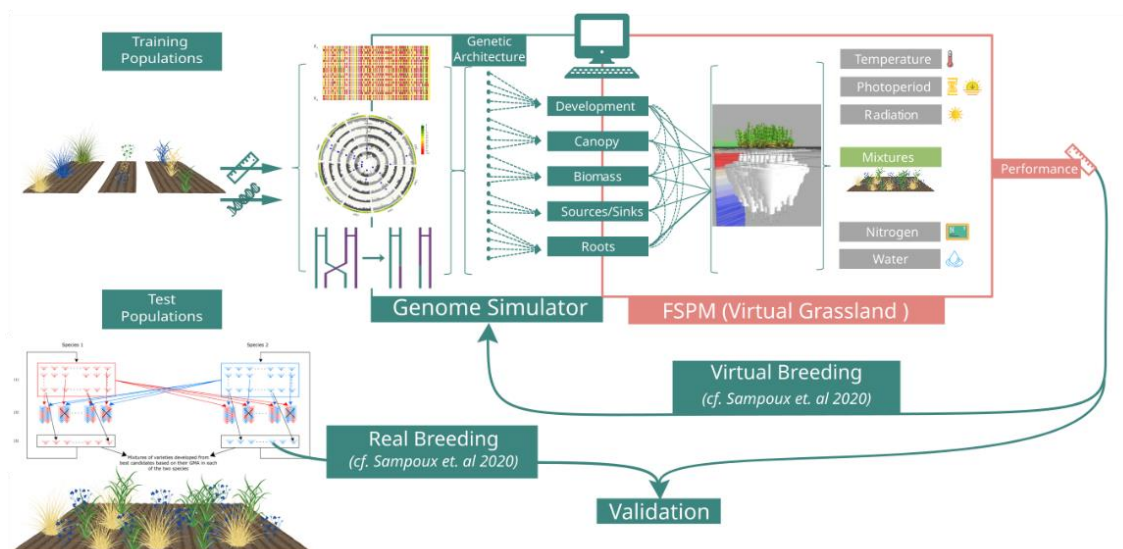 Training
Populations
Genetic
Architecture
Development
Canopy
Biomass
Sources/Sinks
Roots
Temperature
Photoperiod
Radiation
Mixtures
Nitrogen
Water
Performance
Genome Simulator
FSPM (Virtual Grassland )
Test
Populations
Species 1
Species 2
Mixtures of varieties developed from
best candidates based on their GMA in each
of the two species
Virtual Breeding
(cf. Sampoux et. al 2020)
Real Breeding
(cf. Sampoux et. al 2020)
Validation